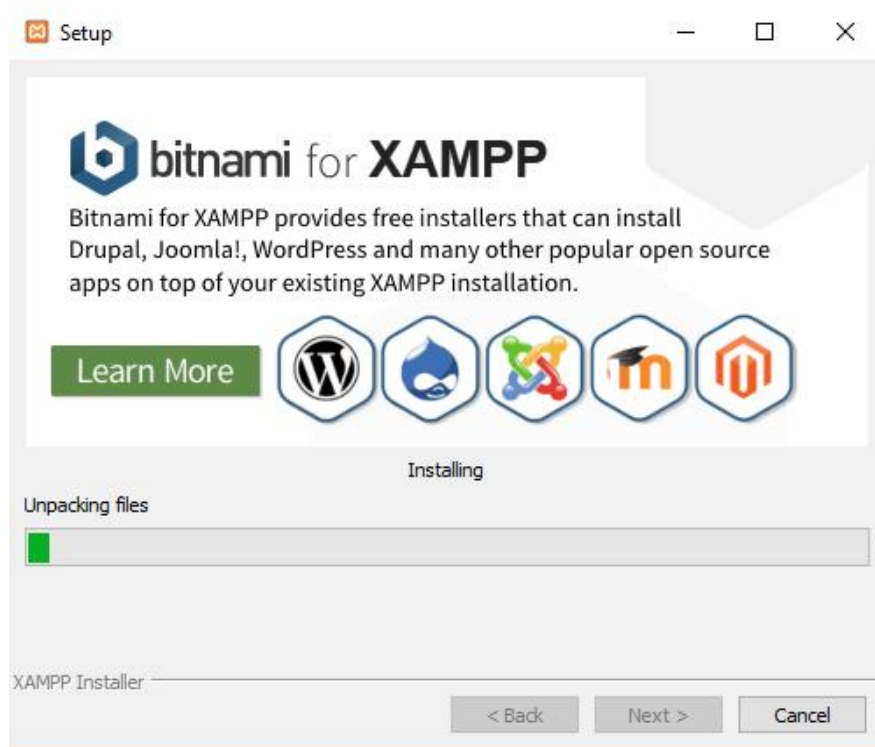 Setup
bitnami for XAMPP
Bitnami for XAMPP provides free installers that can install
Drupal, Joomla!, WordPress and many other popular open source
apps on top of your existing XAMPP installation.
Learn More
Installing
Unpacking files
XAMPP Installer
< Back Next > Cancel